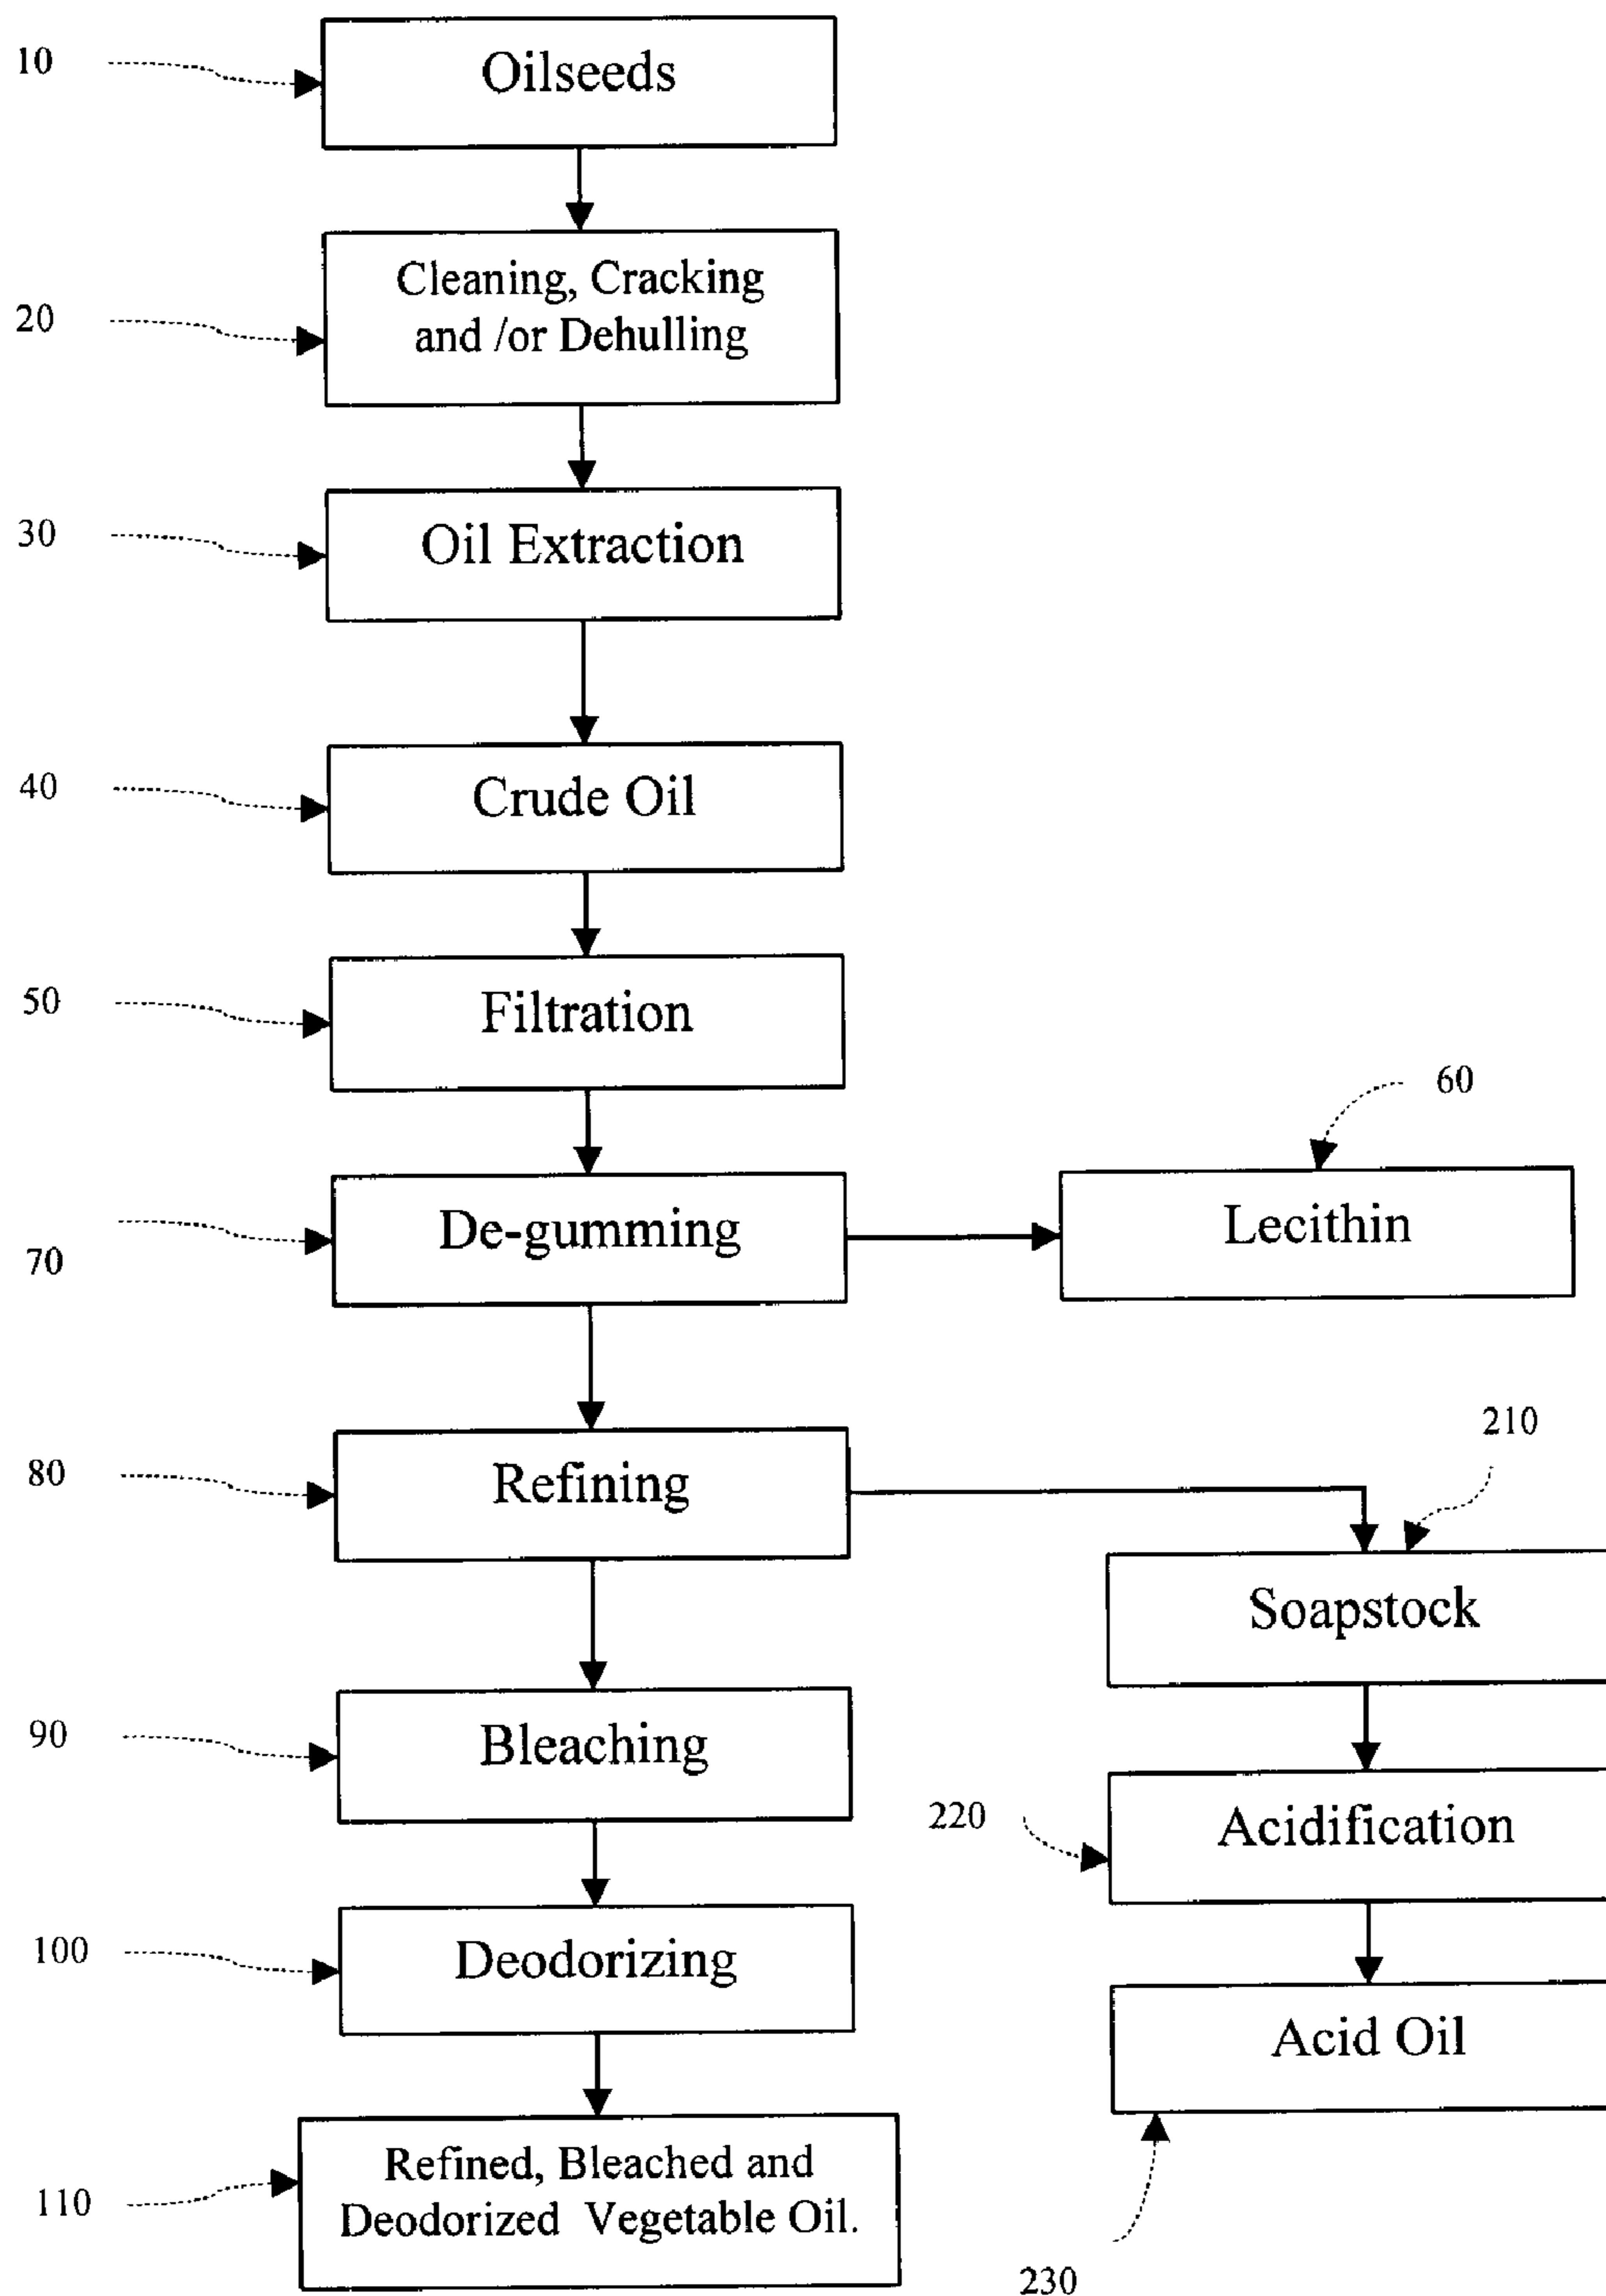 10
Oilseeds
20
Cleaning, Cracking
and /or Dehulling
30
Oil Extraction
40
Crude Oil
50
Filtration
60
70
De-gumming
Lecithin
80
Refining
210
Soapstock
90
Bleaching
220
Acidification
100
Deodorizing
Acid Oil
110
Refined, Bleached and
Deodorized Vegetable Oil.
230